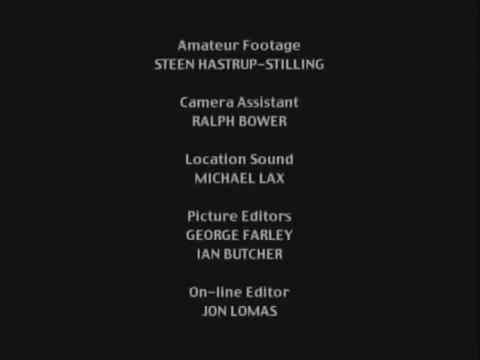 Amateur Footage
STEEN HASTRUP-STILLING
Camera Assistant
RALPH BOWER
Location Sound
MICHAEL LAX
Picture Editors
GEORGE FARLEY
IAN BUTCHER
On-line Editor
JON LOMAS